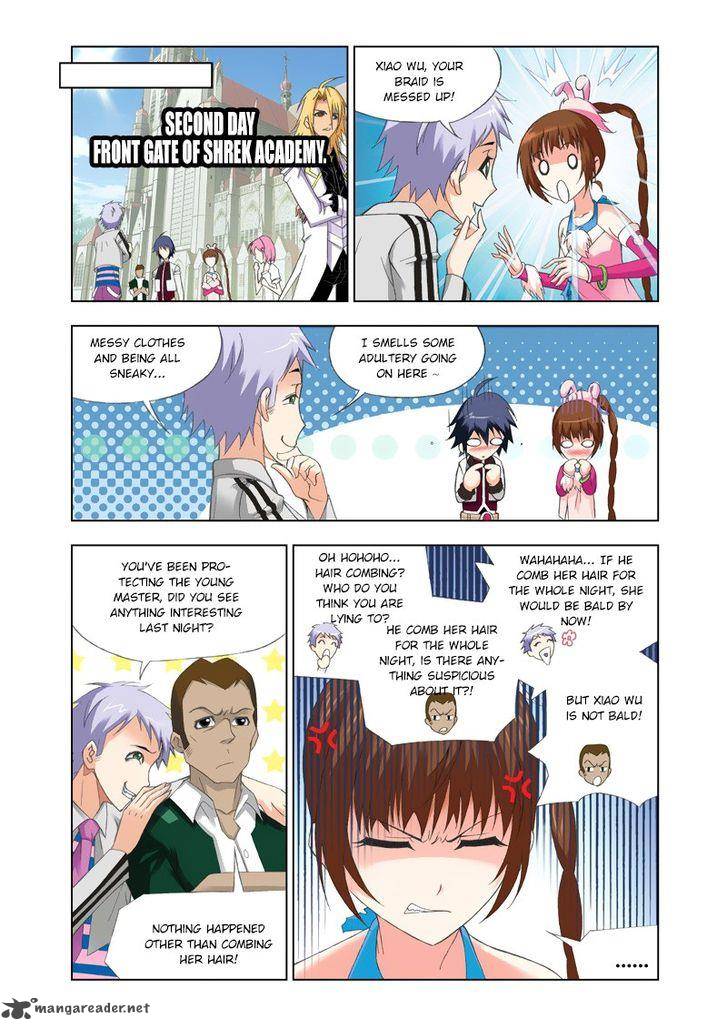 SECOND DAY
FRONT GATE OF SHREK ACADEMY.
XIAO WU, YOUR
BRAID IS
MESSED UP!
MESSY CLOTHES
AND BEING ALL
SNEAKY...
I SMELLS SOME
ADULTERY GOING
ON HERE ~
YOU'VE BEEN PRO-
TECTING THE YOUNG
MASTER, DID YOU SEE
ANYTHING INTERESTING
LAST NIGHT?
NOTHING HAPPENED
OTHER THAN COMBING
HER HAIR!
OH HOHOHO...
HAIR COMBING?
WHO DO YOU
THINK YOU ARE
LYING TO?
HE COMB HER HAIR
FOR THE WHOLE
NIGHT, IS THERE ANY-
THING SUSPICIOUS
ABOUT IT?!
WAHAHAHA... IF HE
COMB HER HAIR FOR
THE WHOLE NIGHT, SHE
WOULD BE BALD BY
NOW!
BUT XIAO WU
IS NOT BALD!
......
mangareader.net